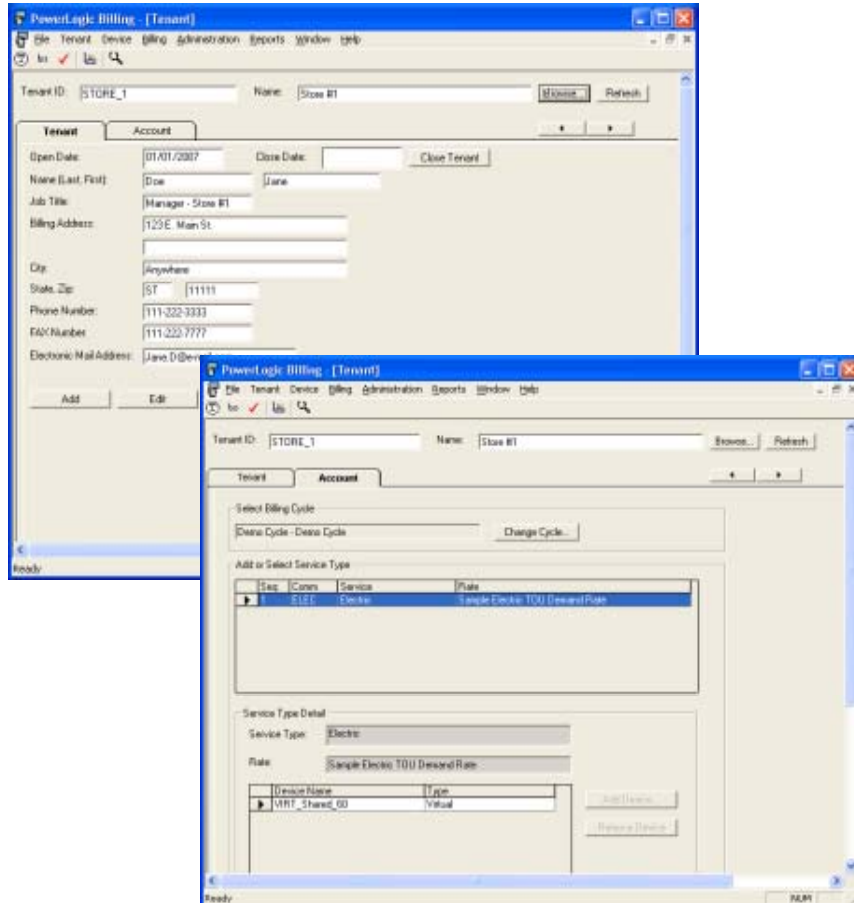 PowerLogic Billing - [Tenant]
File Tenant Device Billing Administration Reports Window Help
Tenant ID: STORE_1 Name: Store #1 Browse... Refresh
Tenant Account
Open Date: 01/01/2007 Close Date: Close Tenant
Name (Last, First): Doe Jane
Job Title: Manager - Store #1
Billing Address: 123 E. Main St.
City: Anywhere
State, Zip: ST 11111
Phone Number: 111-222-3333
FAX Number: 111-222-7777
Electronic Mail Address:
Add Edit
Ready
PowerLogic Billing - [Tenant]
File Tenant Device Billing Administration Reports Window Help
Tenant ID: STORE_1 Name: Store #1 Browse... Refresh
Tenant Account
Select Billing Cycle
Demo Cycle - Demo Cycle Change Cycle...
Add or Select Service Type
Seq Comm Service Rate
1 ELEC Electric Sample Electric TOU Demand Rate
Service Type Detail
Service Type: Electric
Rate: Sample Electric TOU Demand Rate
Device Name Type
VIRT_Shared_60 Virtual
Add Device...
Remove Device
Ready NUM